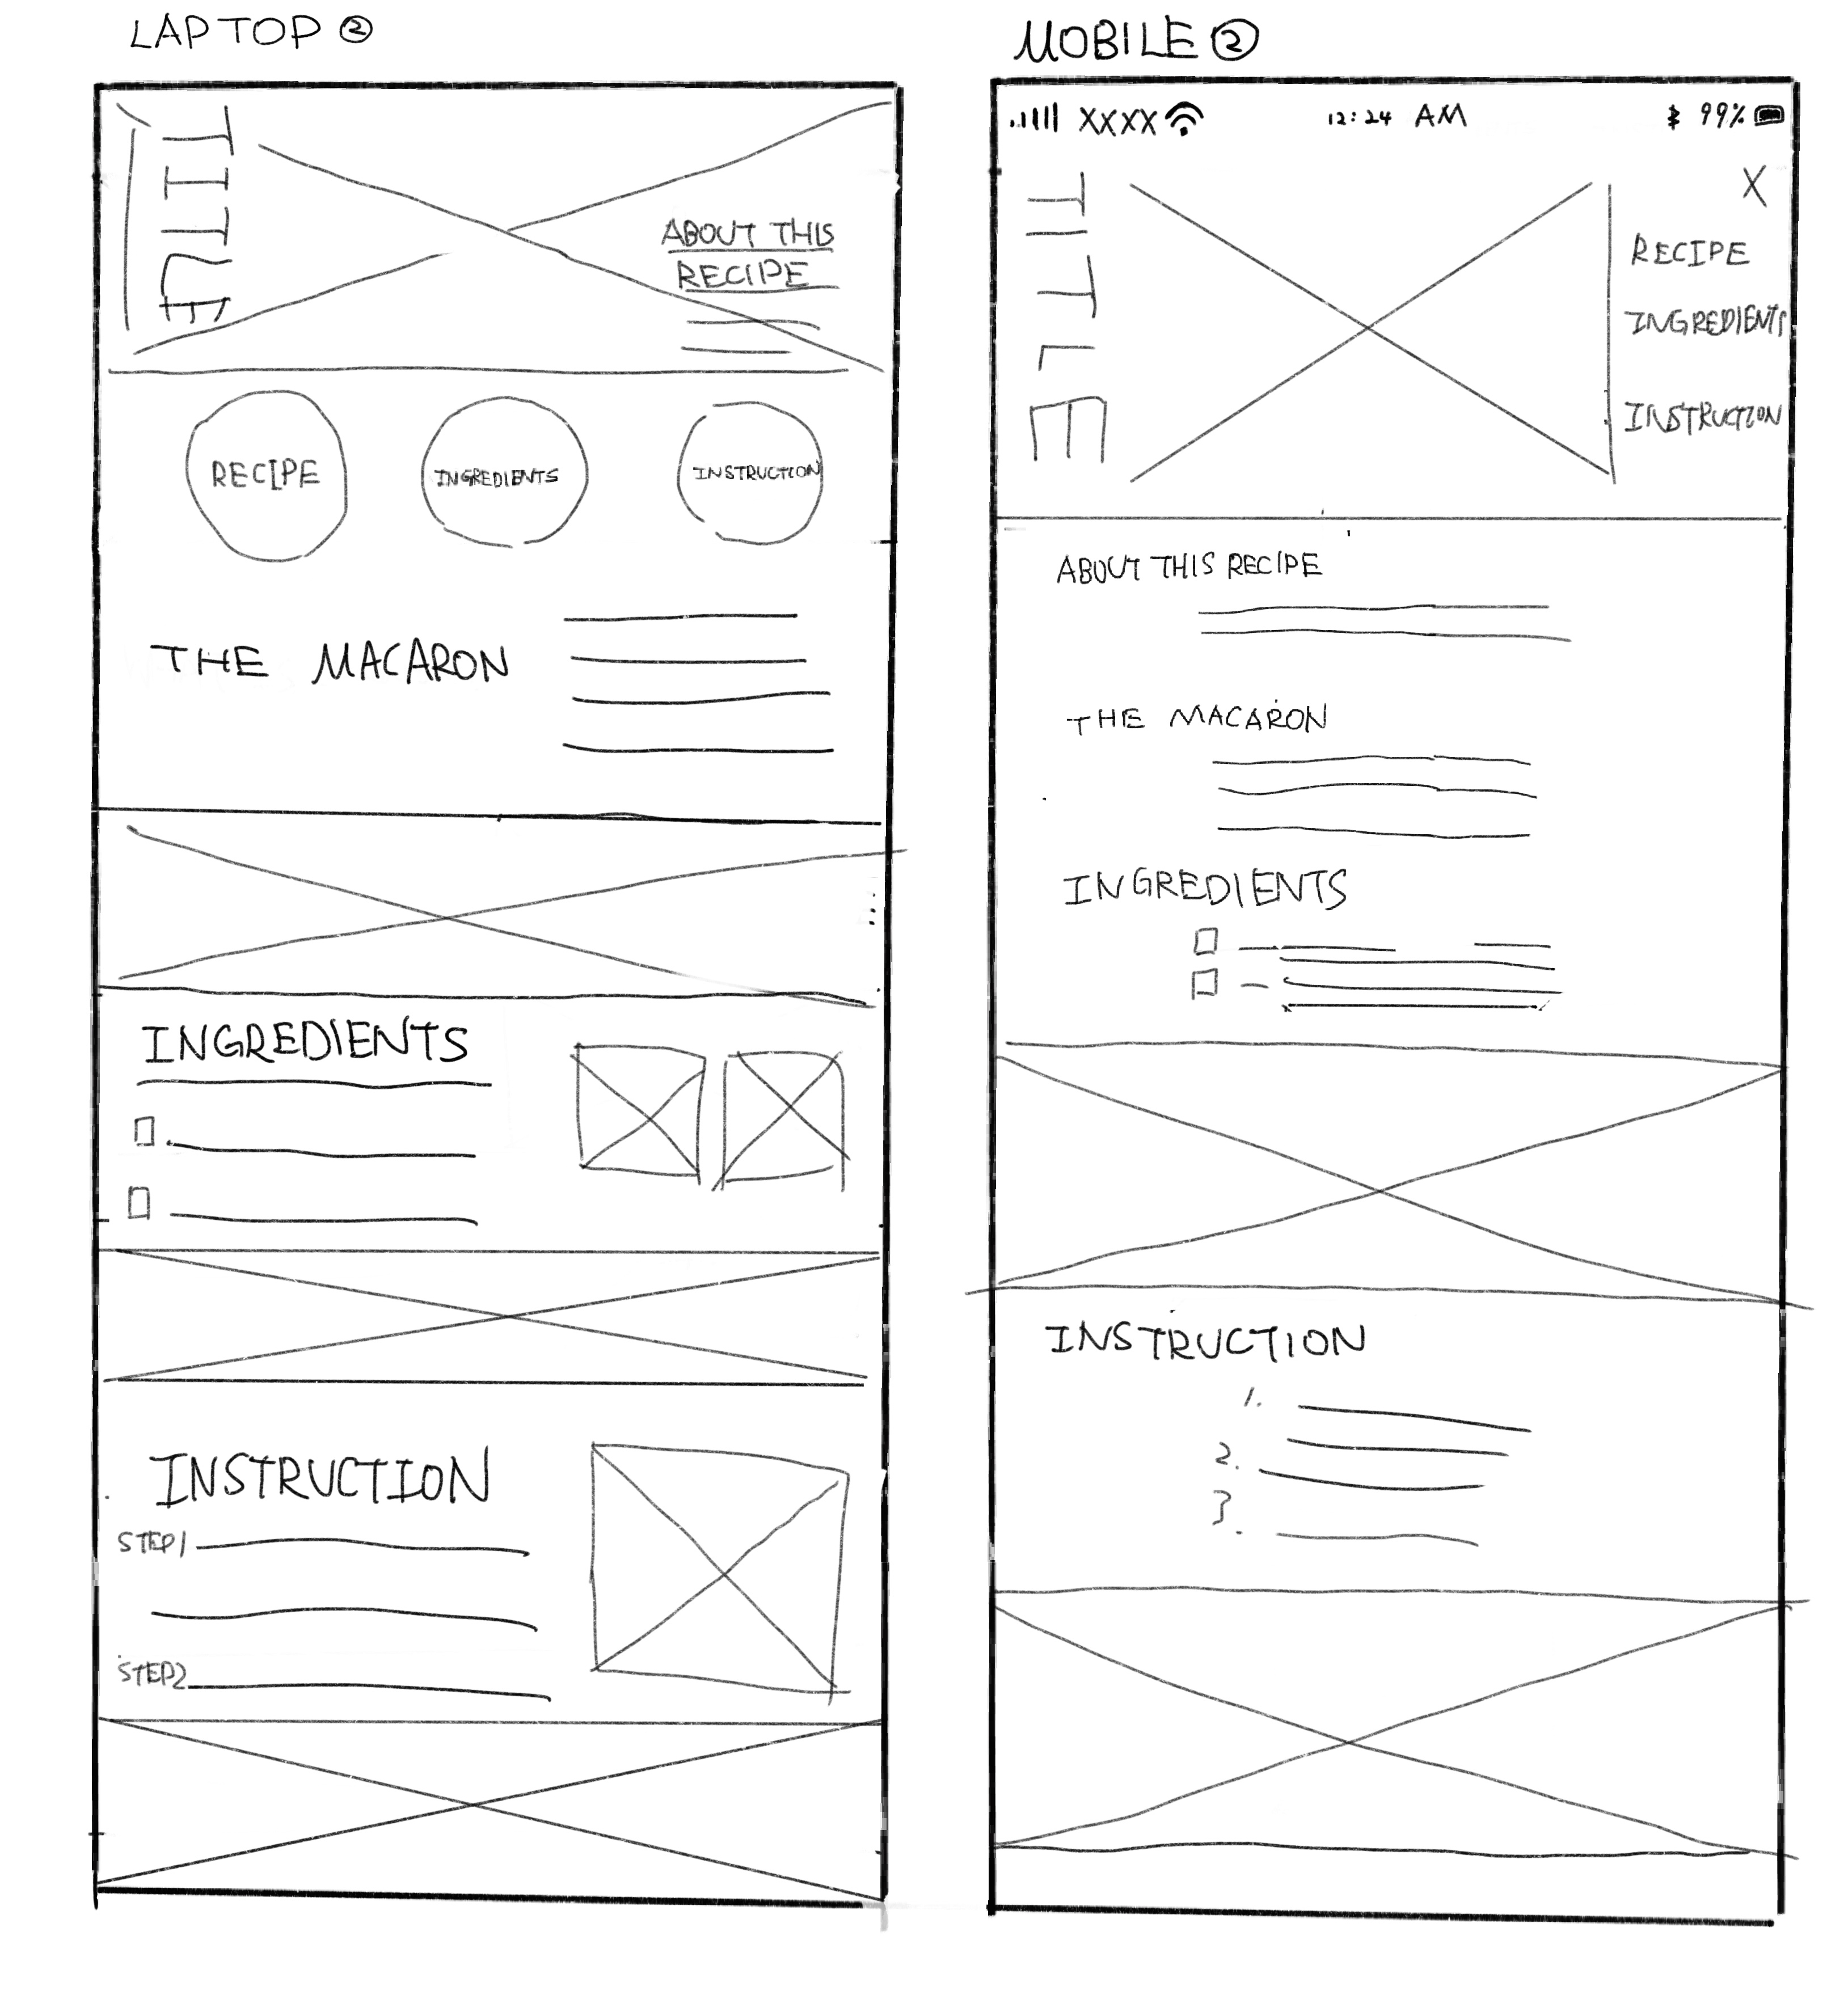 LAPTOP ②
TITLE
ABOUT THIS
RECIPE
RECIPE
INGREDIENTS
INSTRUCTION
THE MACARON
INGREDIENTS
INSTRUCTION
STEP1
STEP2
MOBILE ②
XXXX 12:24 AM 99%
X
TITLE
RECIPE
INGREDIENTS
INSTRUCTION
ABOUT THIS RECIPE
THE MACARON
INGREDIENTS
INSTRUCTION
1.
2.
3.